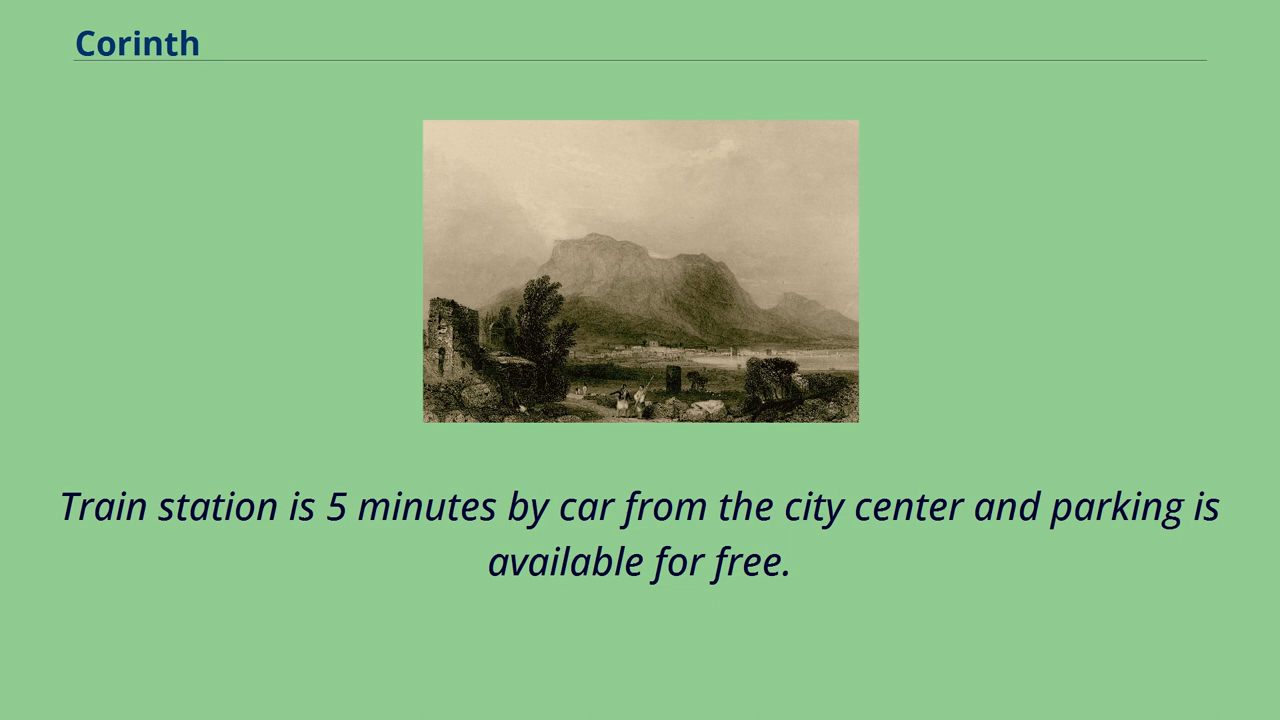 Corinth
Train station is 5 minutes by car from the city center and parking is
available for free.